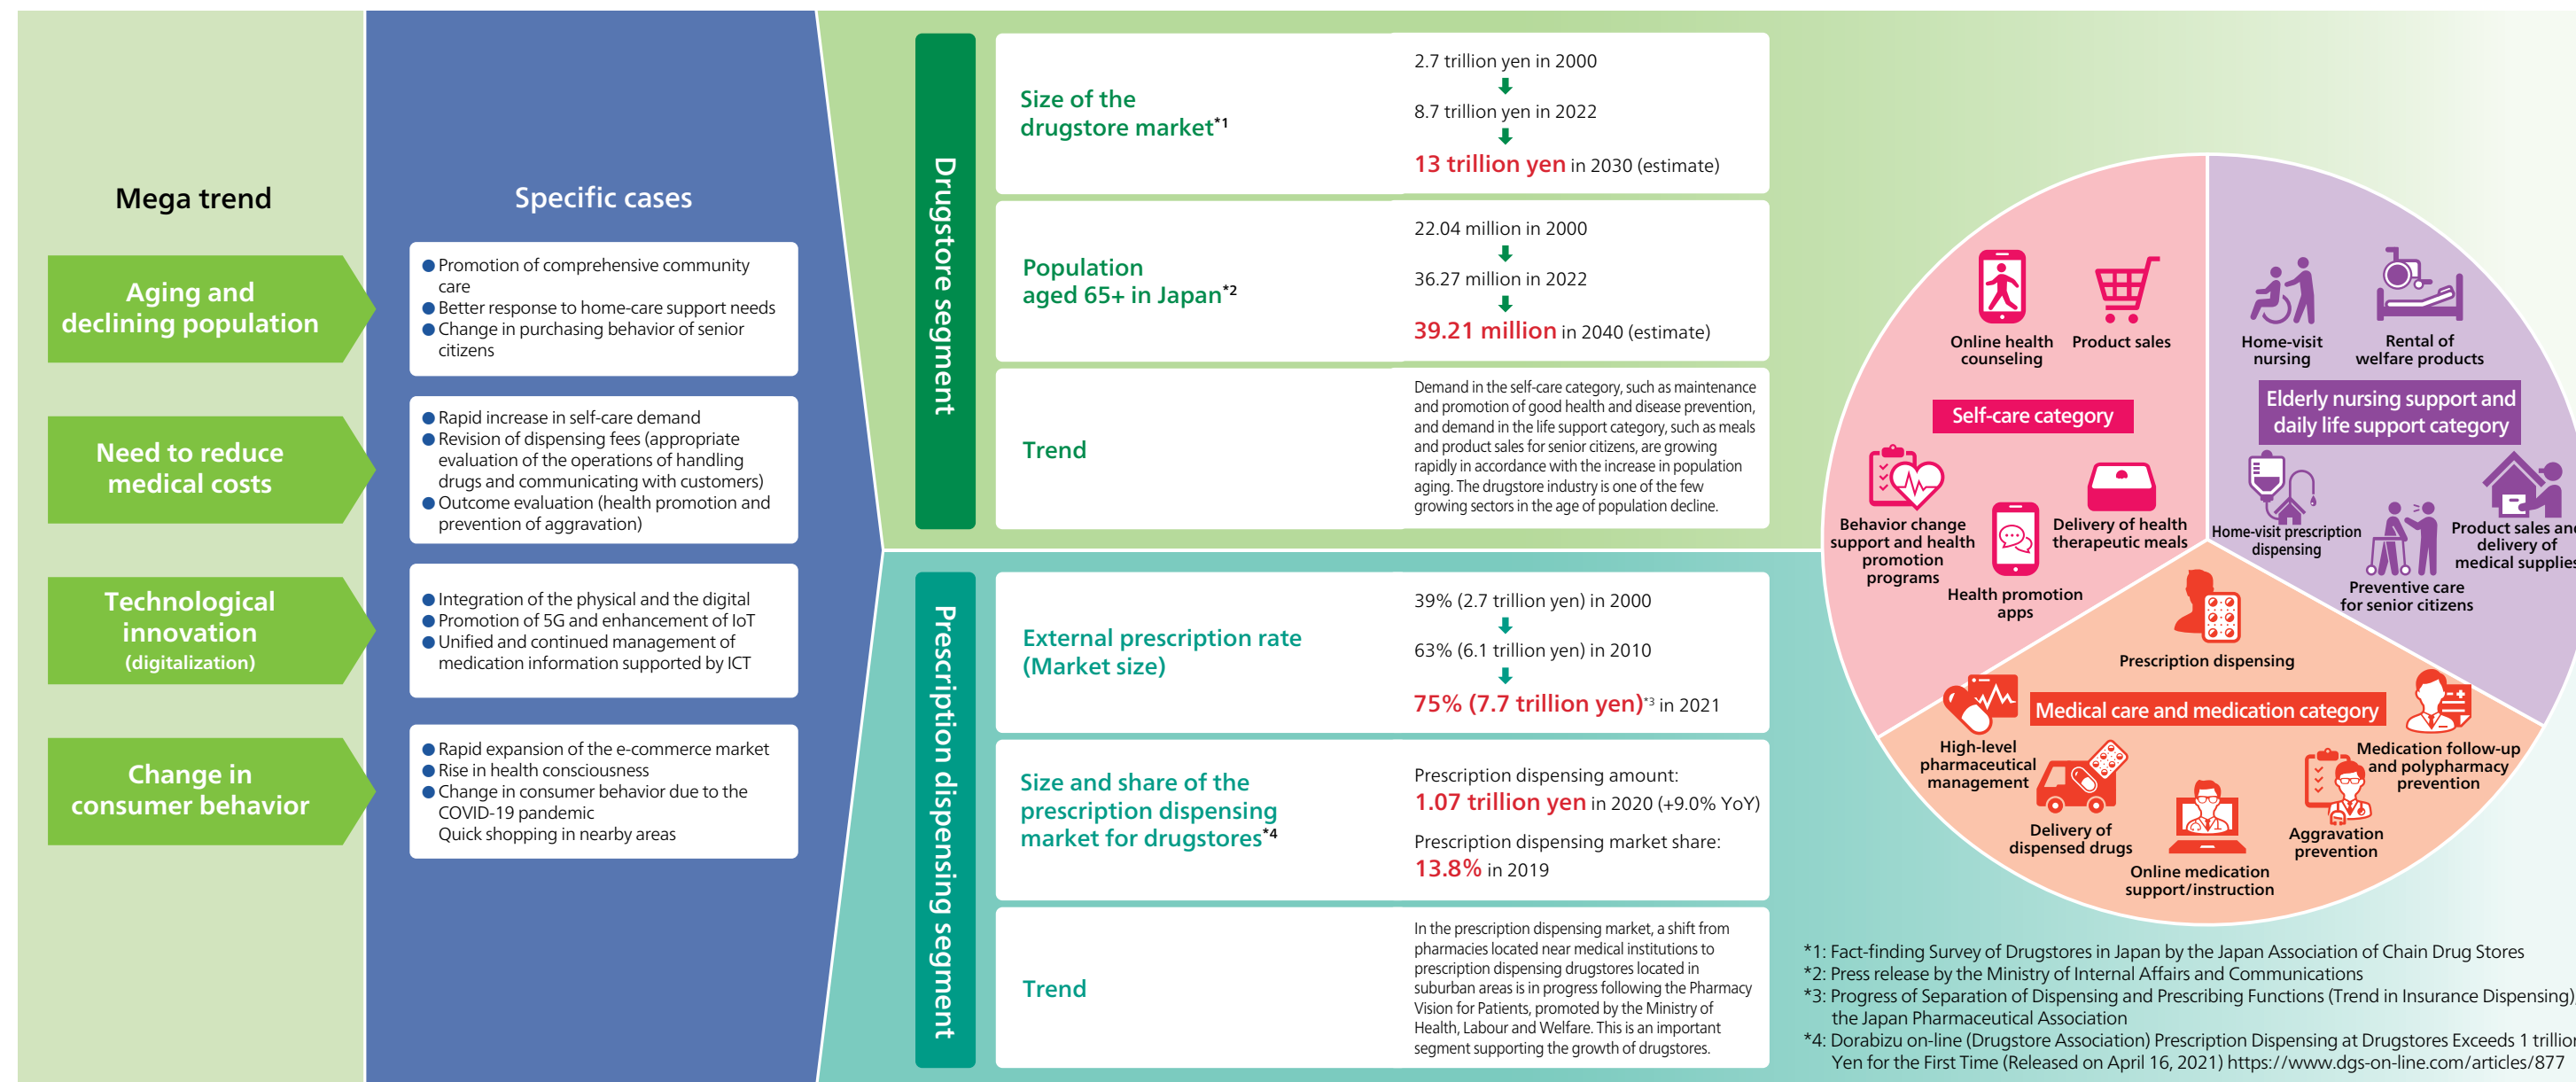 Mega trend
Aging and
declining population
Need to reduce
medical costs
Technological
innovation
(digitalization)
Change in
consumer behavior
Specific cases
● Promotion of comprehensive community
care
● Better response to home-care support needs
● Change in purchasing behavior of senior
citizens
● Rapid increase in self-care demand
● Revision of dispensing fees (appropriate
evaluation of the operations of handling
drugs and communicating with customers)
● Outcome evaluation (health promotion and
prevention of aggravation)
● Integration of the physical and the digital
● Promotion of 5G and enhancement of IoT
● Unified and continued management of
medication information supported by ICT
● Rapid expansion of the e-commerce market
● Rise in health consciousness
● Change in consumer behavior due to the
COVID-19 pandemic
Quick shopping in nearby areas
Drugstore segment
Size of the
drugstore market*1
2.7 trillion yen in 2000
8.7 trillion yen in 2022
13 trillion yen in 2030 (estimate)
Population
aged 65+ in Japan*2
22.04 million in 2000
36.27 million in 2022
39.21 million in 2040 (estimate)
Trend
Demand in the self-care category, such as maintenance
and promotion of good health and disease prevention,
and demand in the life support category, such as meals
and product sales for senior citizens, are growing
rapidly in accordance with the increase in population
aging. The drugstore industry is one of the few
growing sectors in the age of population decline.
Prescription dispensing segment
External prescription rate
(Market size)
39% (2.7 trillion yen) in 2000
63% (6.1 trillion yen) in 2010
75% (7.7 trillion yen)*3 in 2021
Size and share of the
prescription dispensing
market for drugstores*4
Prescription dispensing amount:
1.07 trillion yen in 2020 (+9.0% YoY)
Prescription dispensing market share:
13.8% in 2019
Trend
In the prescription dispensing market, a shift from
pharmacies located near medical institutions to
prescription dispensing drugstores located in
suburban areas is in progress following the Pharmacy
Vision for Patients, promoted by the Ministry of
Health, Labour and Welfare. This is an important
segment supporting the growth of drugstores.
Online health
counseling
Product sales
Self-care category
Behavior change
support and health
promotion
programs
Health promotion
apps
Delivery of health
therapeutic meals
Home-visit
nursing
Rental of
welfare products
Elderly nursing support and
daily life support category
Home-visit prescription
dispensing
Preventive care
for senior citizens
Product sales and
delivery of
medical supplies
Prescription dispensing
Medical care and medication category
High-level
pharmaceutical
management
Delivery of
dispensed drugs
Online medication
support/instruction
Aggravation
prevention
Medication follow-up
and polypharmacy
prevention
*1: Fact-finding Survey of Drugstores in Japan by the Japan Association of Chain Drug Stores
*2: Press release by the Ministry of Internal Affairs and Communications
*3: Progress of Separation of Dispensing and Prescribing Functions (Trend in Insurance Dispensing),
the Japan Pharmaceutical Association
*4: Dorabizu on-line (Drugstore Association) Prescription Dispensing at Drugstores Exceeds 1 trillion
Yen for the First Time (Released on April 16, 2021) https://www.dgs-on-line.com/articles/877